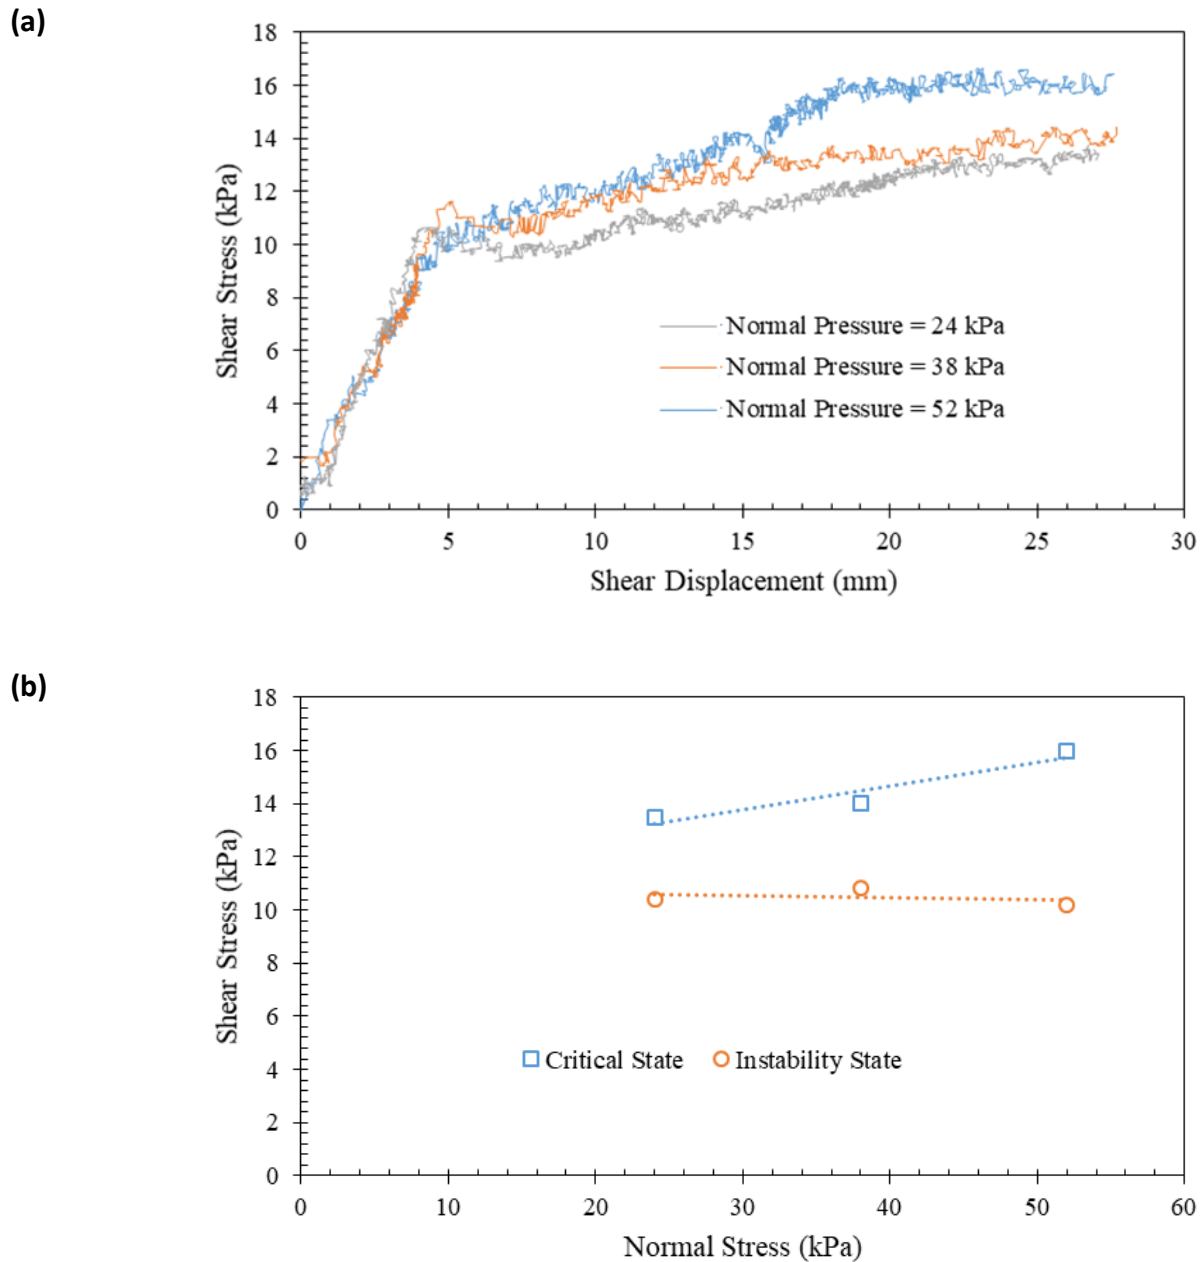 (a)
18
16
14
12
10
8
6
4
2
0
Shear Stress (kPa)
Normal Pressure = 24 kPa
Normal Pressure = 38 kPa
Normal Pressure = 52 kPa
0 5 10 15 20 25 30
Shear Displacement (mm)
(b)
18
16
14
12
10
8
6
4
2
0
Shear Stress (kPa)
Critical State Instability State
0 10 20 30 40 50 60
Normal Stress (kPa)